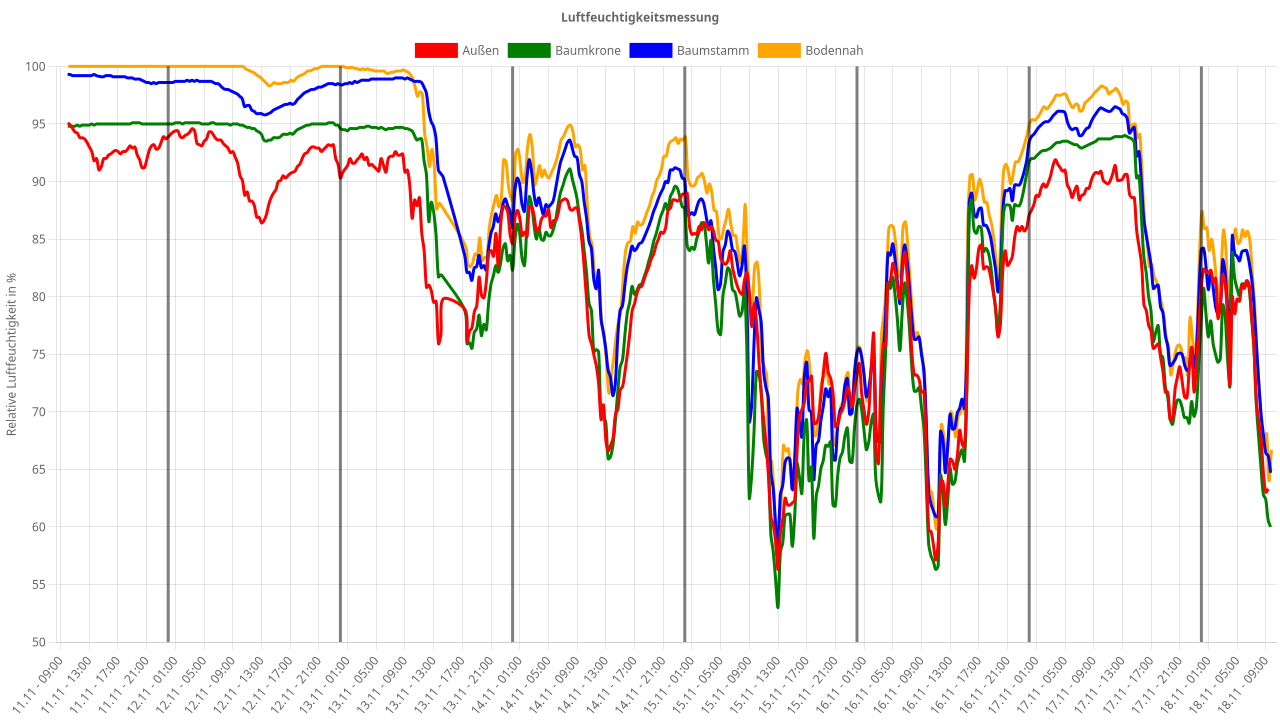 Luftfeuchtigkeitsmessung
Außen Baumkrone Baumstamm Bodennah
Relative Luftfeuchtigkeit in %
100
95
90
85
80
75
70
65
60
55
50
11.11 - 09:00
11.11 - 13:00
11.11 - 17:00
11.11 - 21:00
12.11 - 01:00
12.11 - 05:00
12.11 - 09:00
12.11 - 13:00
12.11 - 17:00
12.11 - 21:00
13.11 - 01:00
13.11 - 05:00
13.11 - 09:00
13.11 - 13:00
13.11 - 17:00
13.11 - 21:00
14.11 - 01:00
14.11 - 05:00
14.11 - 09:00
14.11 - 13:00
14.11 - 17:00
14.11 - 21:00
15.11 - 01:00
15.11 - 05:00
15.11 - 09:00
15.11 - 13:00
15.11 - 17:00
15.11 - 21:00
16.11 - 01:00
16.11 - 05:00
16.11 - 09:00
16.11 - 13:00
16.11 - 17:00
16.11 - 21:00
17.11 - 01:00
17.11 - 05:00
17.11 - 09:00
17.11 - 13:00
17.11 - 17:00
17.11 - 21:00
18.11 - 01:00
18.11 - 05:00
18.11 - 09:00